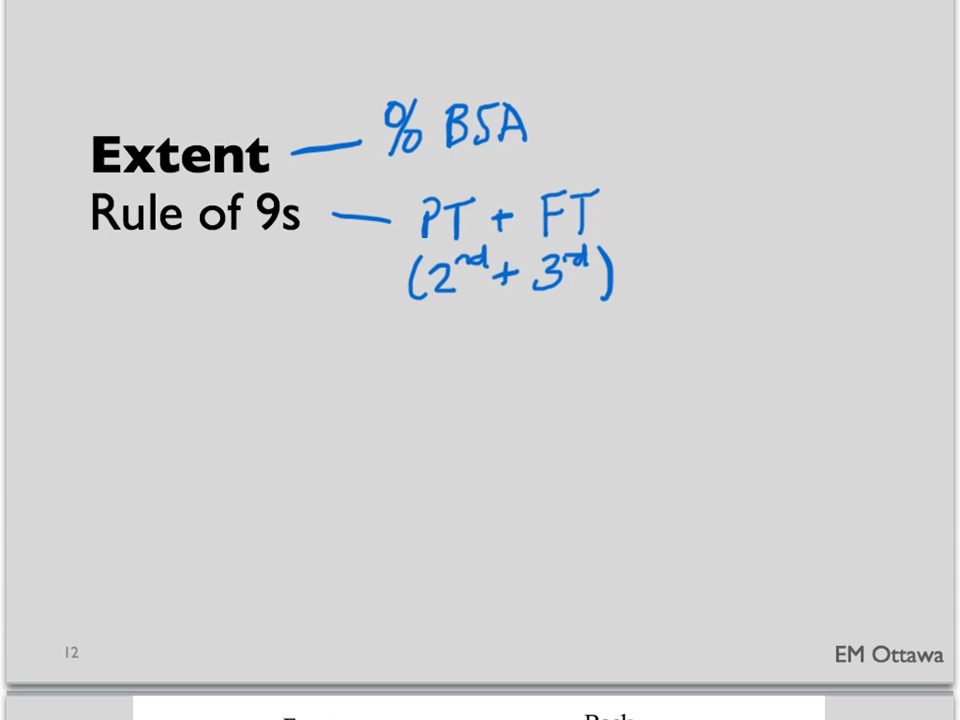 Extent — % BSA
Rule of 9s — PT + FT
(2nd + 3rd)
12
EM Ottawa